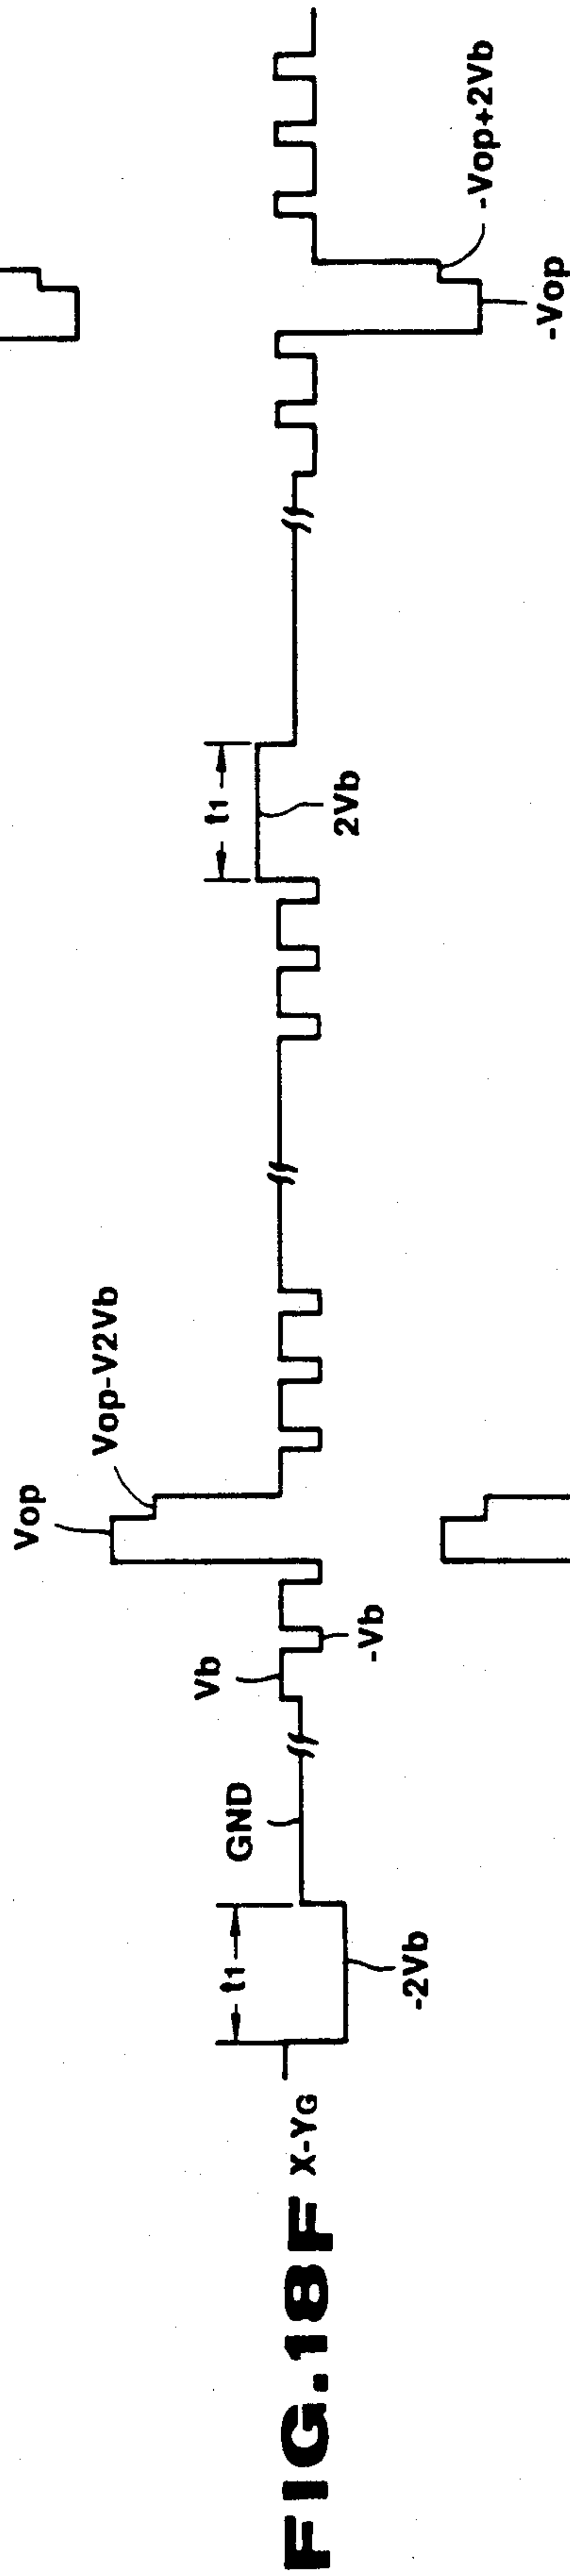 FIG.18F X-YG
t1
-2Vb
GND
Vb
-Vb
Vop
Vop-V2Vb
t1
2Vb
-Vop
-Vop+2Vb